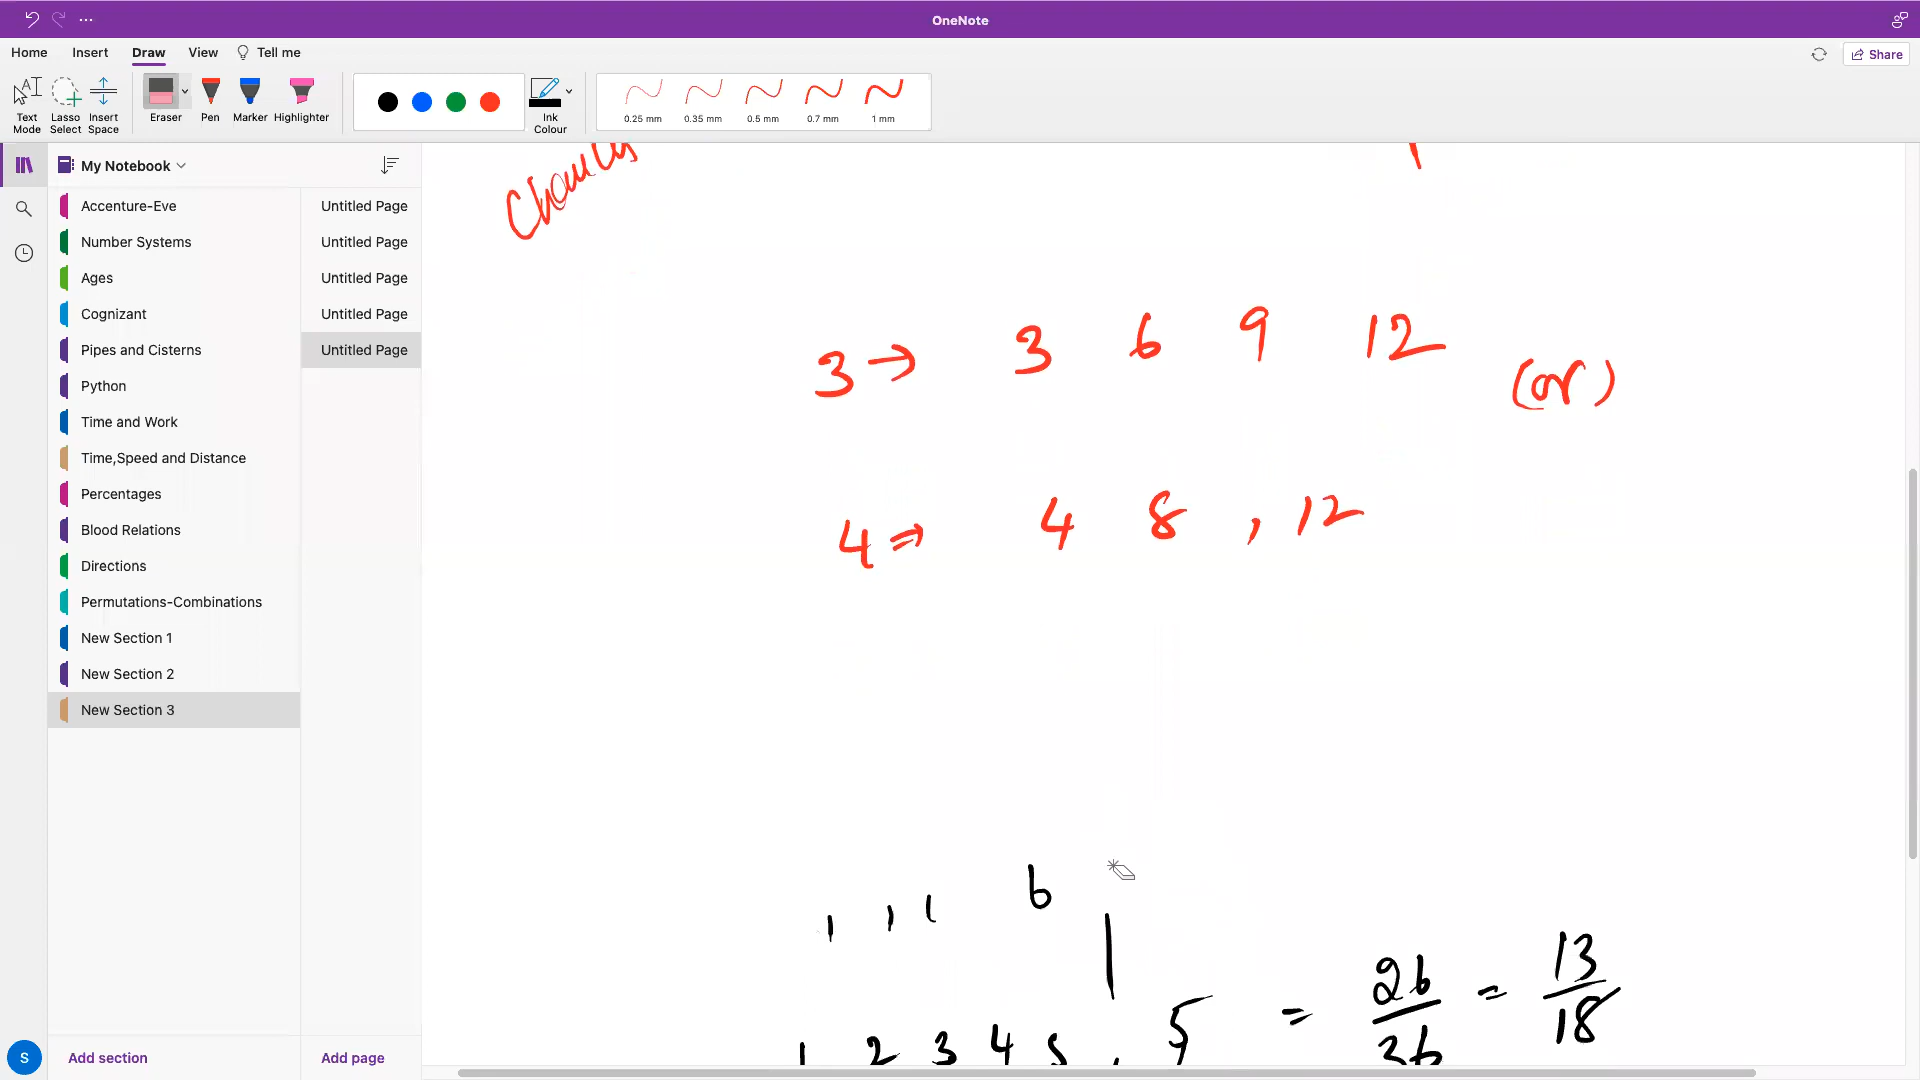 OneNote
Home Insert Draw View Tell me
Share
Text Mode
Lasso Select
Insert Space
Eraser
Pen
Marker
Highlighter
Ink Colour
0.25 mm
0.35 mm
0.5 mm
0.7 mm
1 mm
My Notebook
Accenture-Eve
Number Systems
Ages
Cognizant
Pipes and Cisterns
Python
Time and Work
Time,Speed and Distance
Percentages
Blood Relations
Directions
Permutations-Combinations
New Section 1
New Section 2
New Section 3
Untitled Page
Untitled Page
Untitled Page
Untitled Page
Untitled Page
S
Add section
Add page
3 → 3 6 9 12 (or)
4 ⇒ 4 8 , 12
6
= 26/36 = 13/18
1 2 3 4 5 , 5